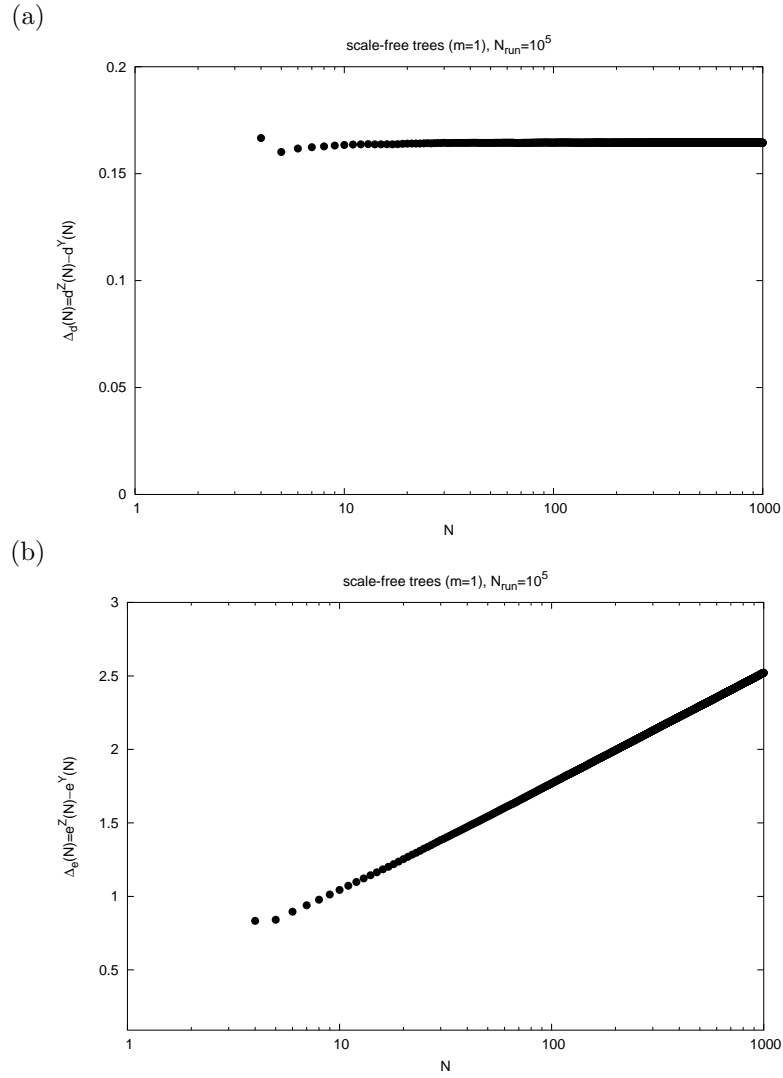 (a)
scale-free trees (m=1), N_run=10^5
0.2
0.15
0.1
0.05
0
Δ_d(N)=d^Z(N)−d^Y(N)
1 10 100 1000
N
(b)
scale-free trees (m=1), N_run=10^5
3
2.5
2
1.5
1
0.5
Δ_e(N)=e^Z(N)−e^Y(N)
1 10 100 1000
N